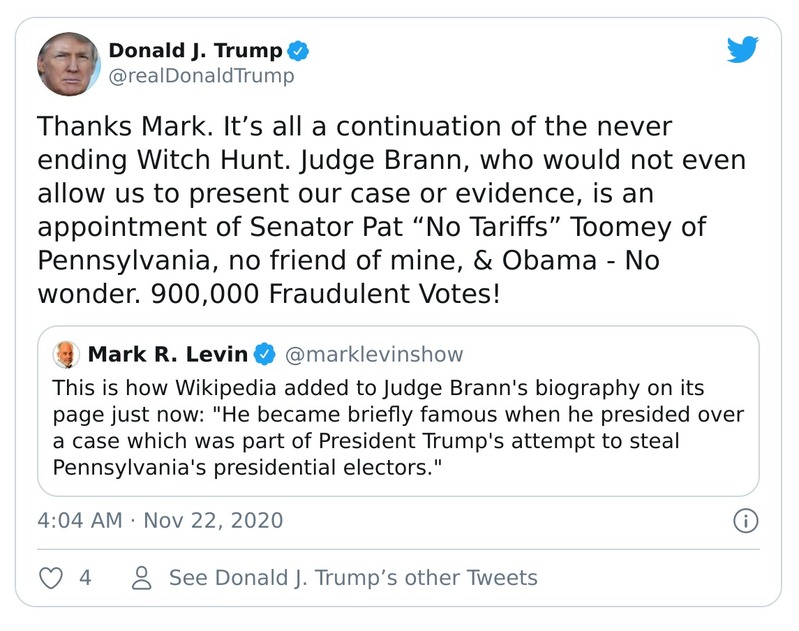 Donald J. Trump
@realDonaldTrump
Thanks Mark. It’s all a continuation of the never
ending Witch Hunt. Judge Brann, who would not even
allow us to present our case or evidence, is an
appointment of Senator Pat “No Tariffs” Toomey of
Pennsylvania, no friend of mine, & Obama - No
wonder. 900,000 Fraudulent Votes!
Mark R. Levin @marklevinshow
This is how Wikipedia added to Judge Brann's biography on its
page just now: "He became briefly famous when he presided over
a case which was part of President Trump's attempt to steal
Pennsylvania's presidential electors."
4:04 AM · Nov 22, 2020
4 See Donald J. Trump’s other Tweets